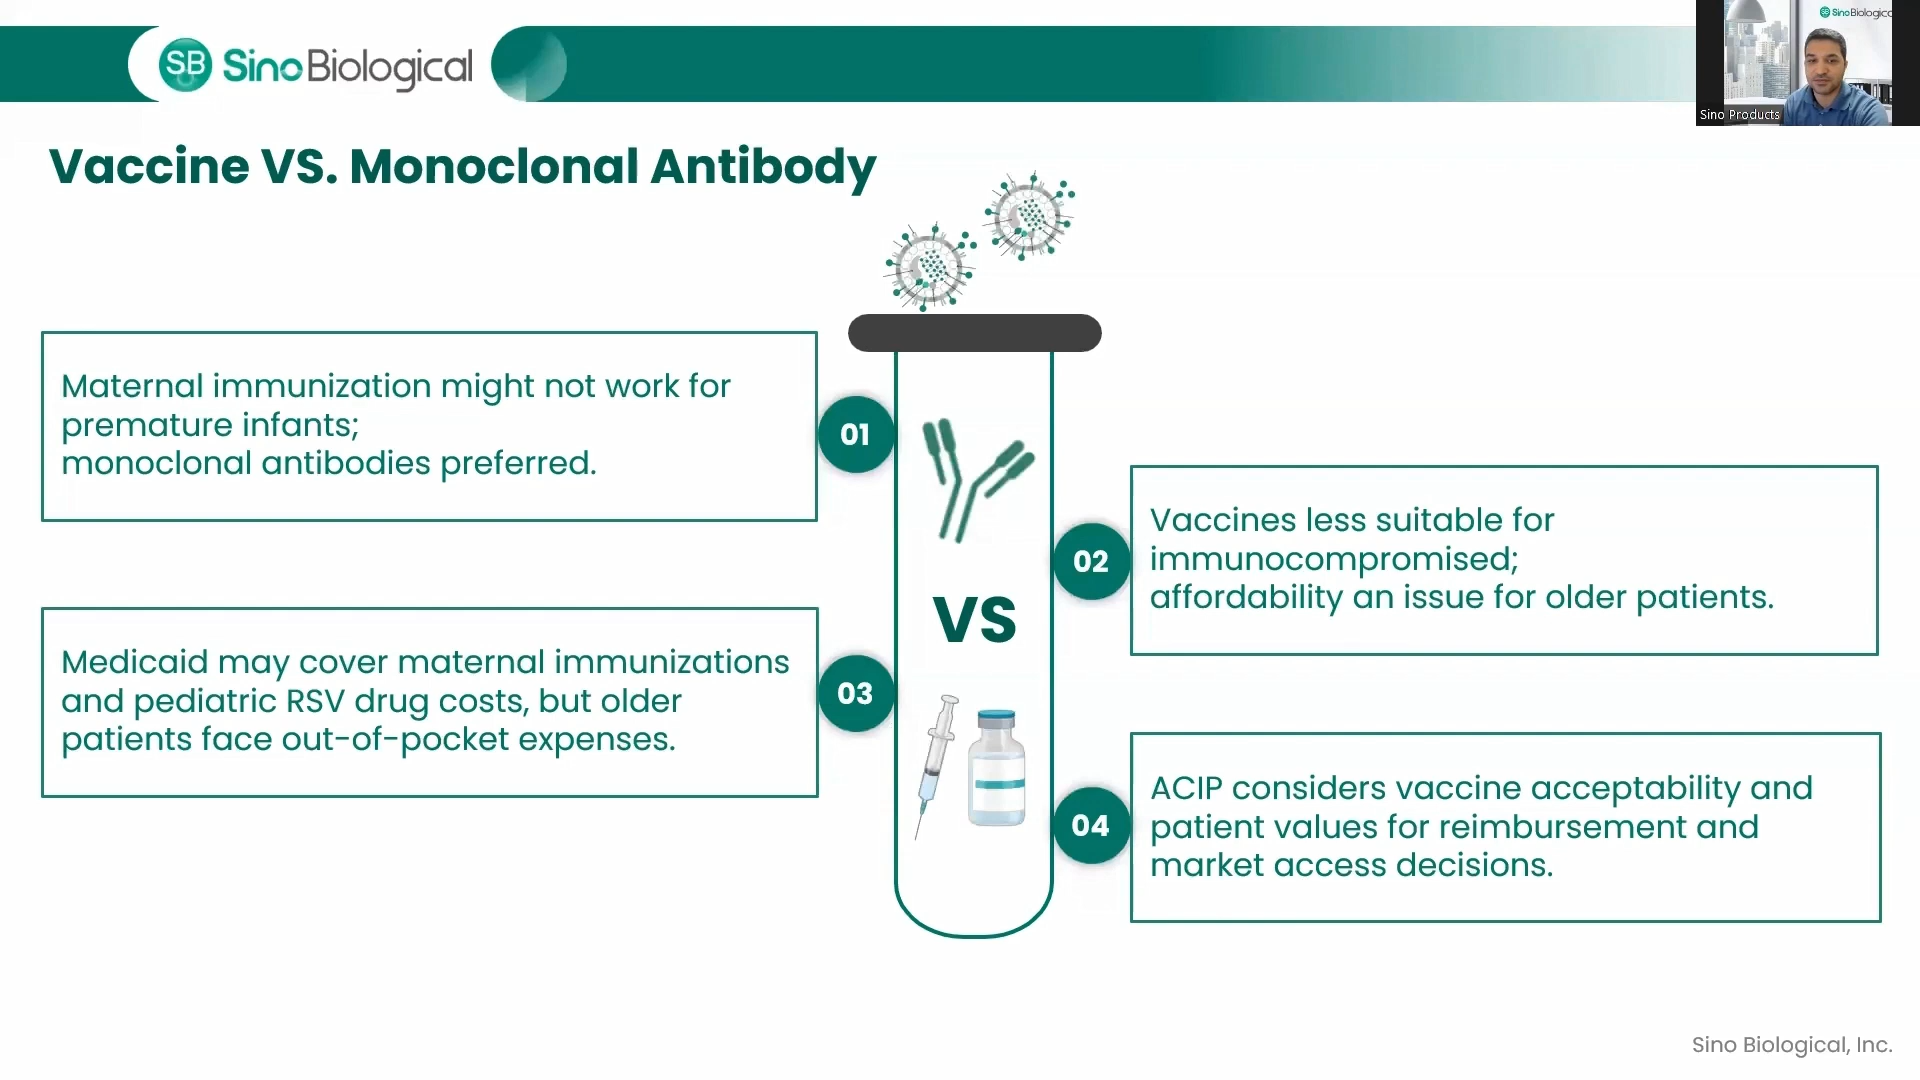 SB SinoBiological
SB SinoBiologic
Sino Products
Vaccine VS. Monoclonal Antibody
Maternal immunization might not work for
premature infants;
monoclonal antibodies preferred.
01
Vaccines less suitable for
immunocompromised;
affordability an issue for older patients.
02
VS
Medicaid may cover maternal immunizations
and pediatric RSV drug costs, but older
patients face out-of-pocket expenses.
03
ACIP considers vaccine acceptability and
patient values for reimbursement and
market access decisions.
04
Sino Biological, Inc.